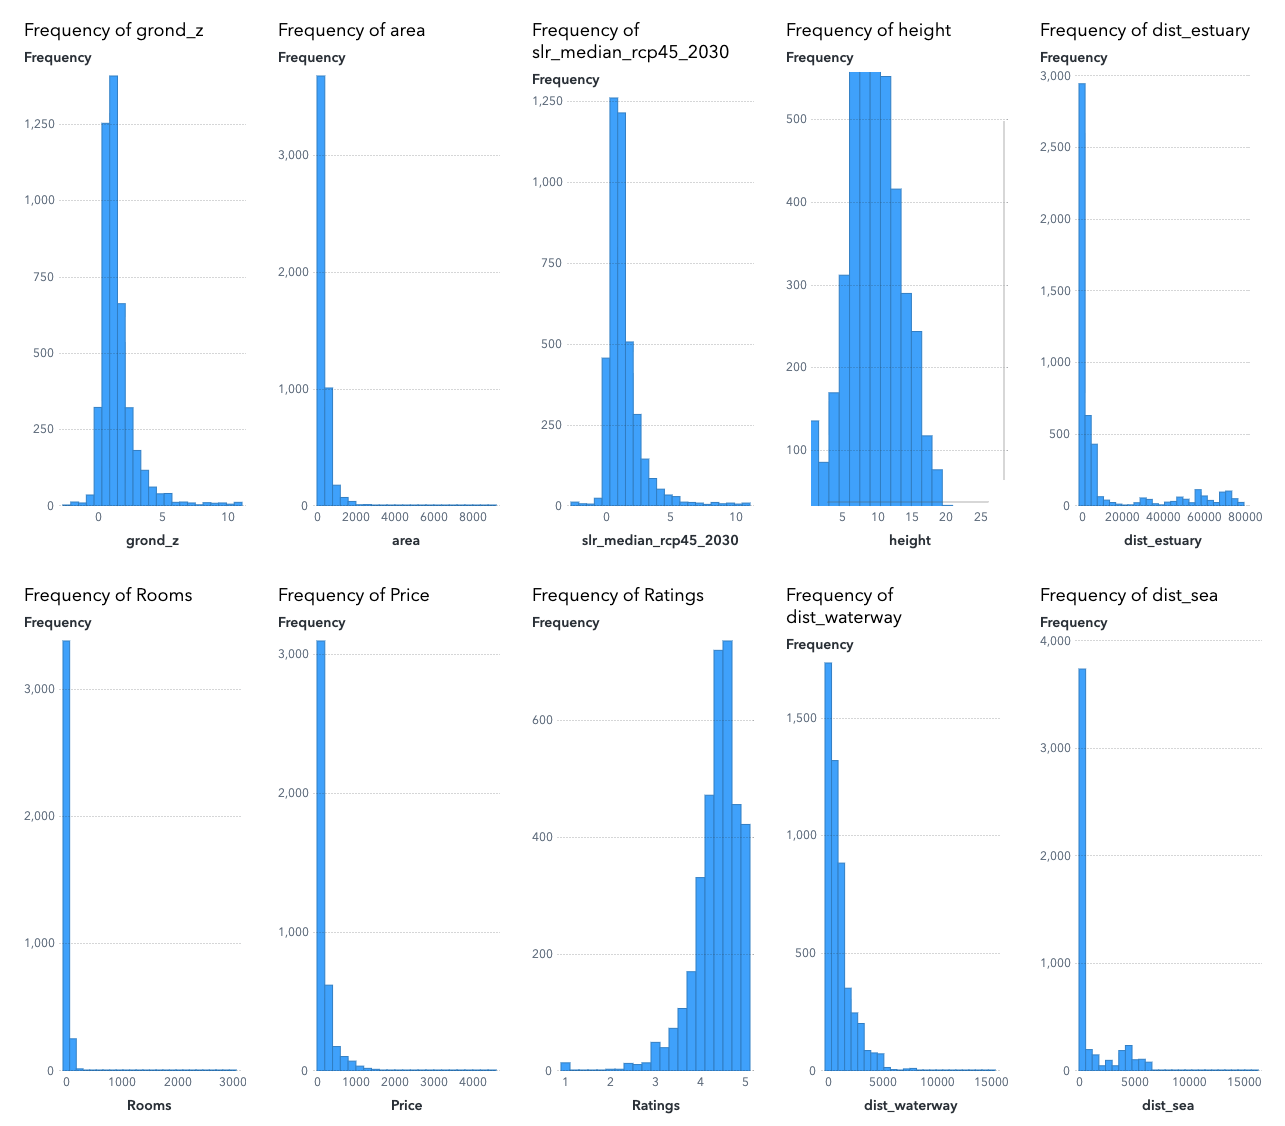 Frequency of grond_z
Frequency
1,250
1,000
750
500
250
0
0 5 10
grond_z
Frequency of area
Frequency
3,000
2,000
1,000
0
0 2000 4000 6000 8000
area
Frequency of
slr_median_rcp45_2030
Frequency
1,250
1,000
750
500
250
0
0 5 10
slr_median_rcp45_2030
Frequency of height
Frequency
500
400
300
200
100
5 10 15 20 25
height
Frequency of dist_estuary
Frequency
3,000
2,500
2,000
1,500
1,000
500
0
0 20000 40000 60000 80000
dist_estuary
Frequency of Rooms
Frequency
3,000
2,000
1,000
0
0 1000 2000 3000
Rooms
Frequency of Price
Frequency
3,000
2,000
1,000
0
0 1000 2000 3000 4000
Price
Frequency of Ratings
Frequency
600
400
200
0
1 2 3 4 5
Ratings
Frequency of
dist_waterway
Frequency
1,500
1,000
500
0
0 5000 10000 15000
dist_waterway
Frequency of dist_sea
Frequency
4,000
3,000
2,000
1,000
0
0 5000 10000 15000
dist_sea